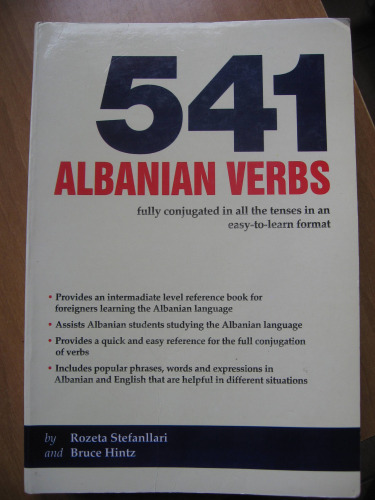 541
ALBANIAN VERBS
fully conjugated in all the tenses in an
easy-to-learn format
• Provides an intermadiate level reference book for
foreigners learning the Albanian language
• Assists Albanian students studying the Albanian language
• Provides a quick and easy reference for the full conjugation
of verbs
• Includes popular phrases, words and expressions in
Albanian and English that are helpful in different situations
by Rozeta Stefanllari
and Bruce Hintz